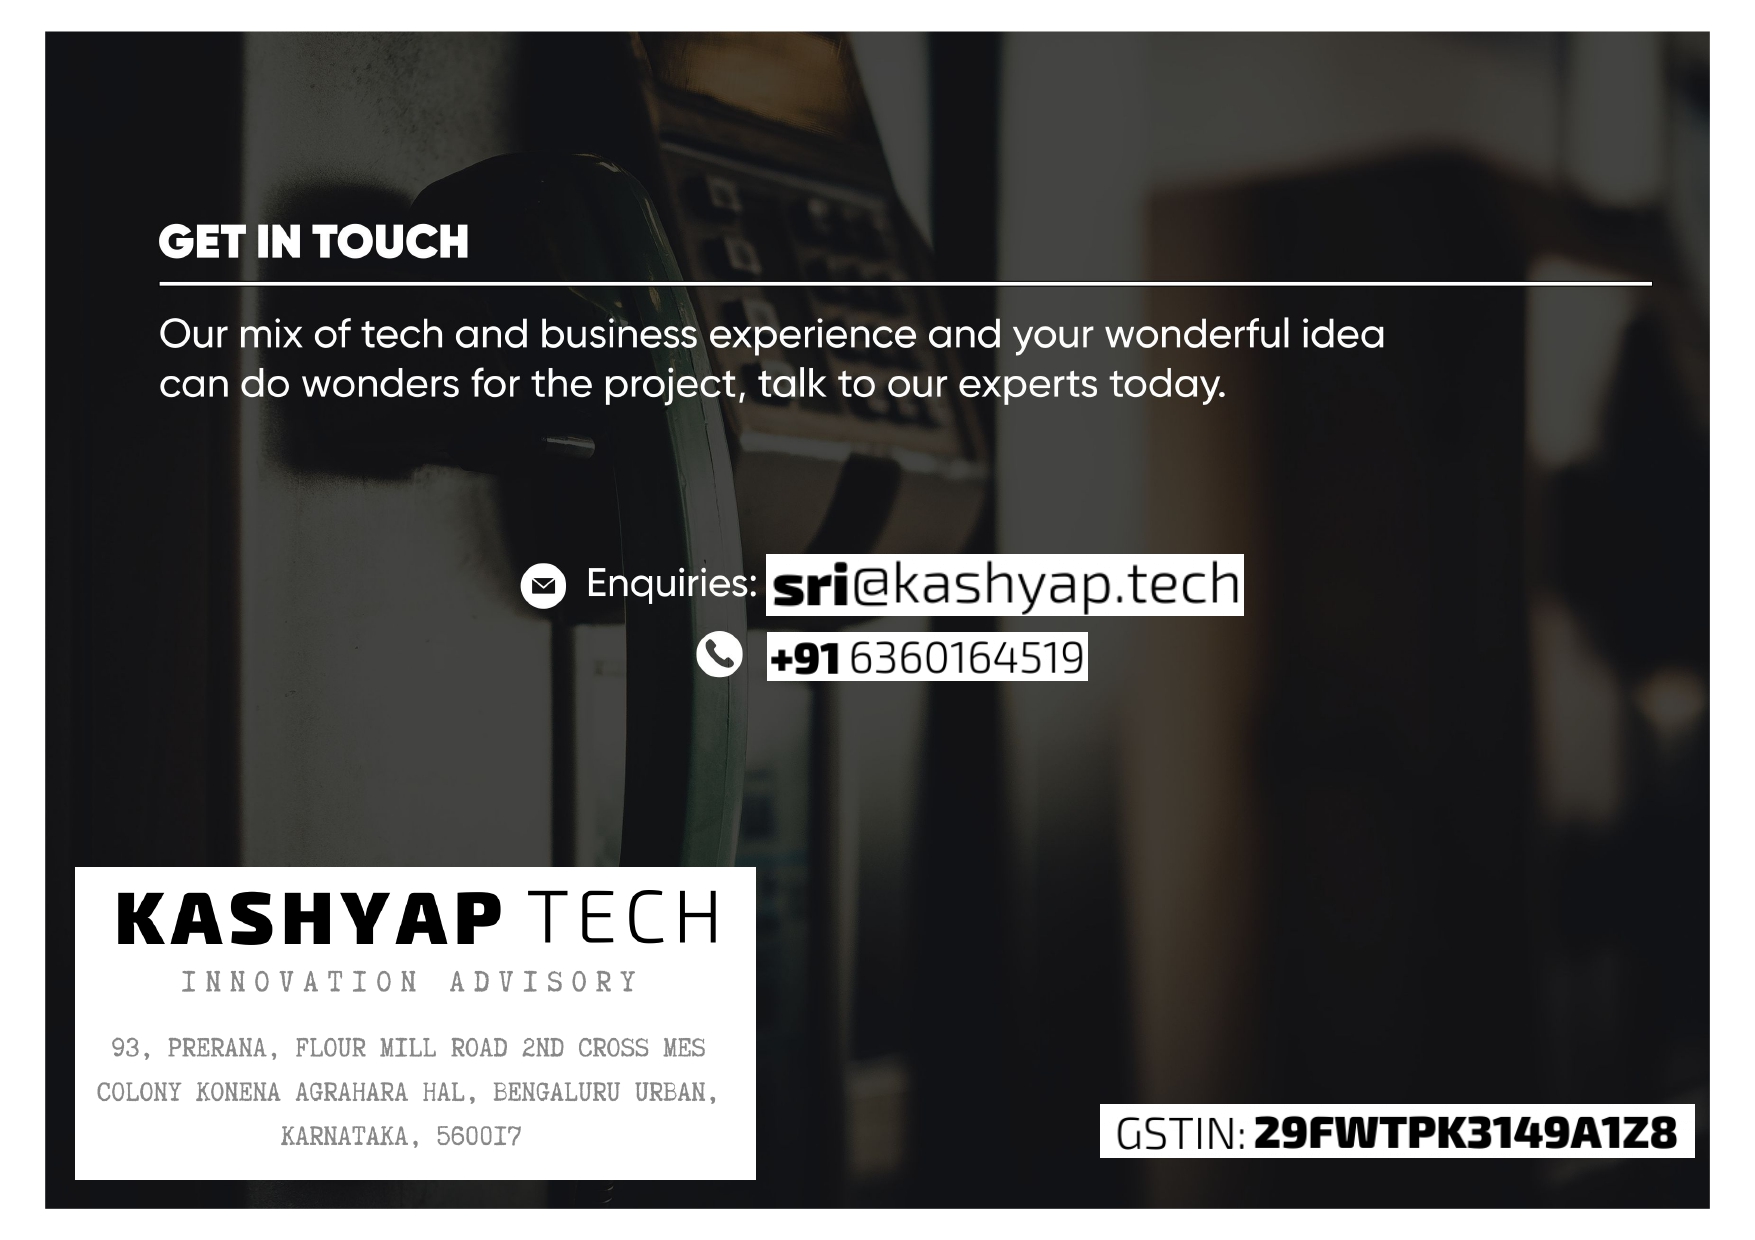 GET IN TOUCH
Our mix of tech and business experience and your wonderful idea
can do wonders for the project, talk to our experts today.
Enquiries: sri@kashyap.tech
+91 6360164519
KASHYAP TECH
INNOVATION ADVISORY
93, PRERANA, FLOUR MILL ROAD 2ND CROSS MES
COLONY KONENA AGRAHARA HAL, BENGALURU URBAN,
KARNATAKA, 560017
GSTIN: 29FWTPK3149A1Z8